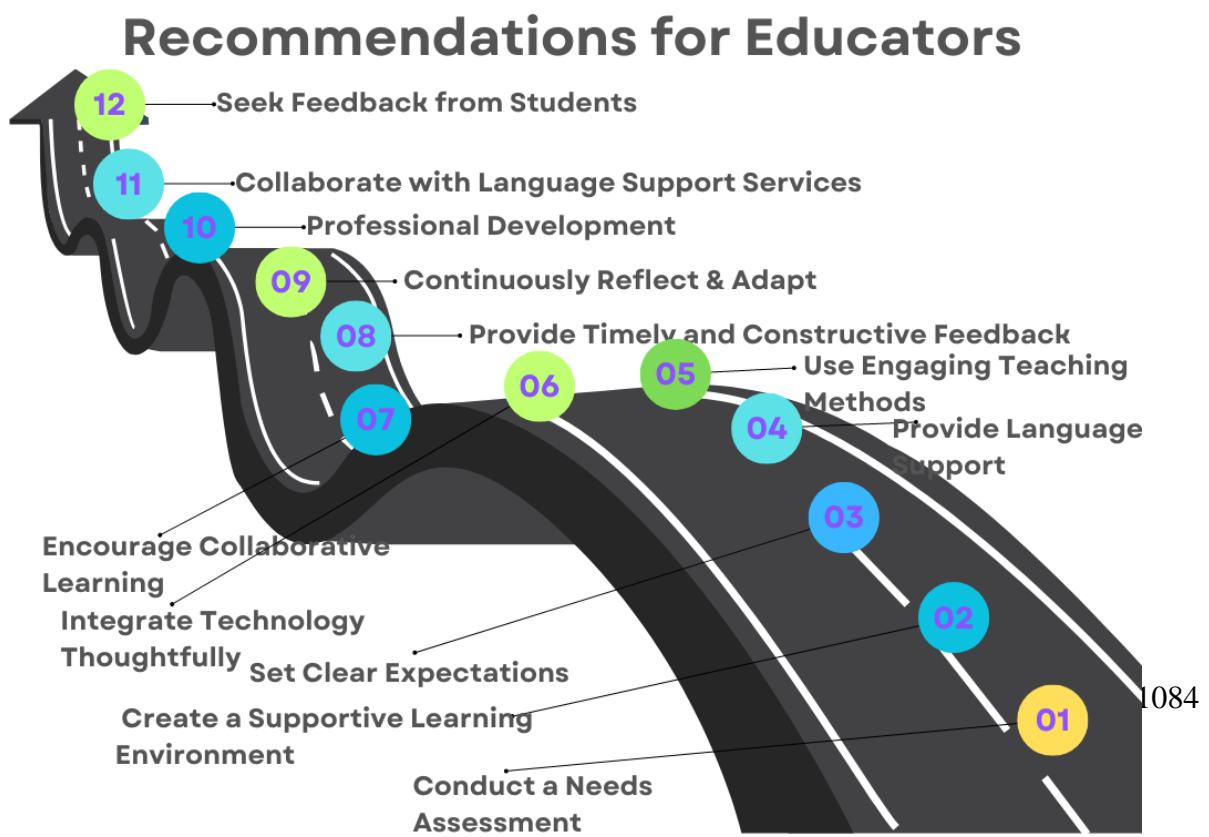 Recommendations for Educators
12
Seek Feedback from Students
11
Collaborate with Language Support Services
10
Professional Development
09
Continuously Reflect & Adapt
08
Provide Timely and Constructive Feedback
05
Use Engaging Teaching
Methods
06
07
04
Provide Language
Support
03
Encourage Collaborative
Learning
02
Integrate Technology
Thoughtfully
Set Clear Expectations
1084
01
Create a Supportive Learning
Environment
Conduct a Needs
Assessment